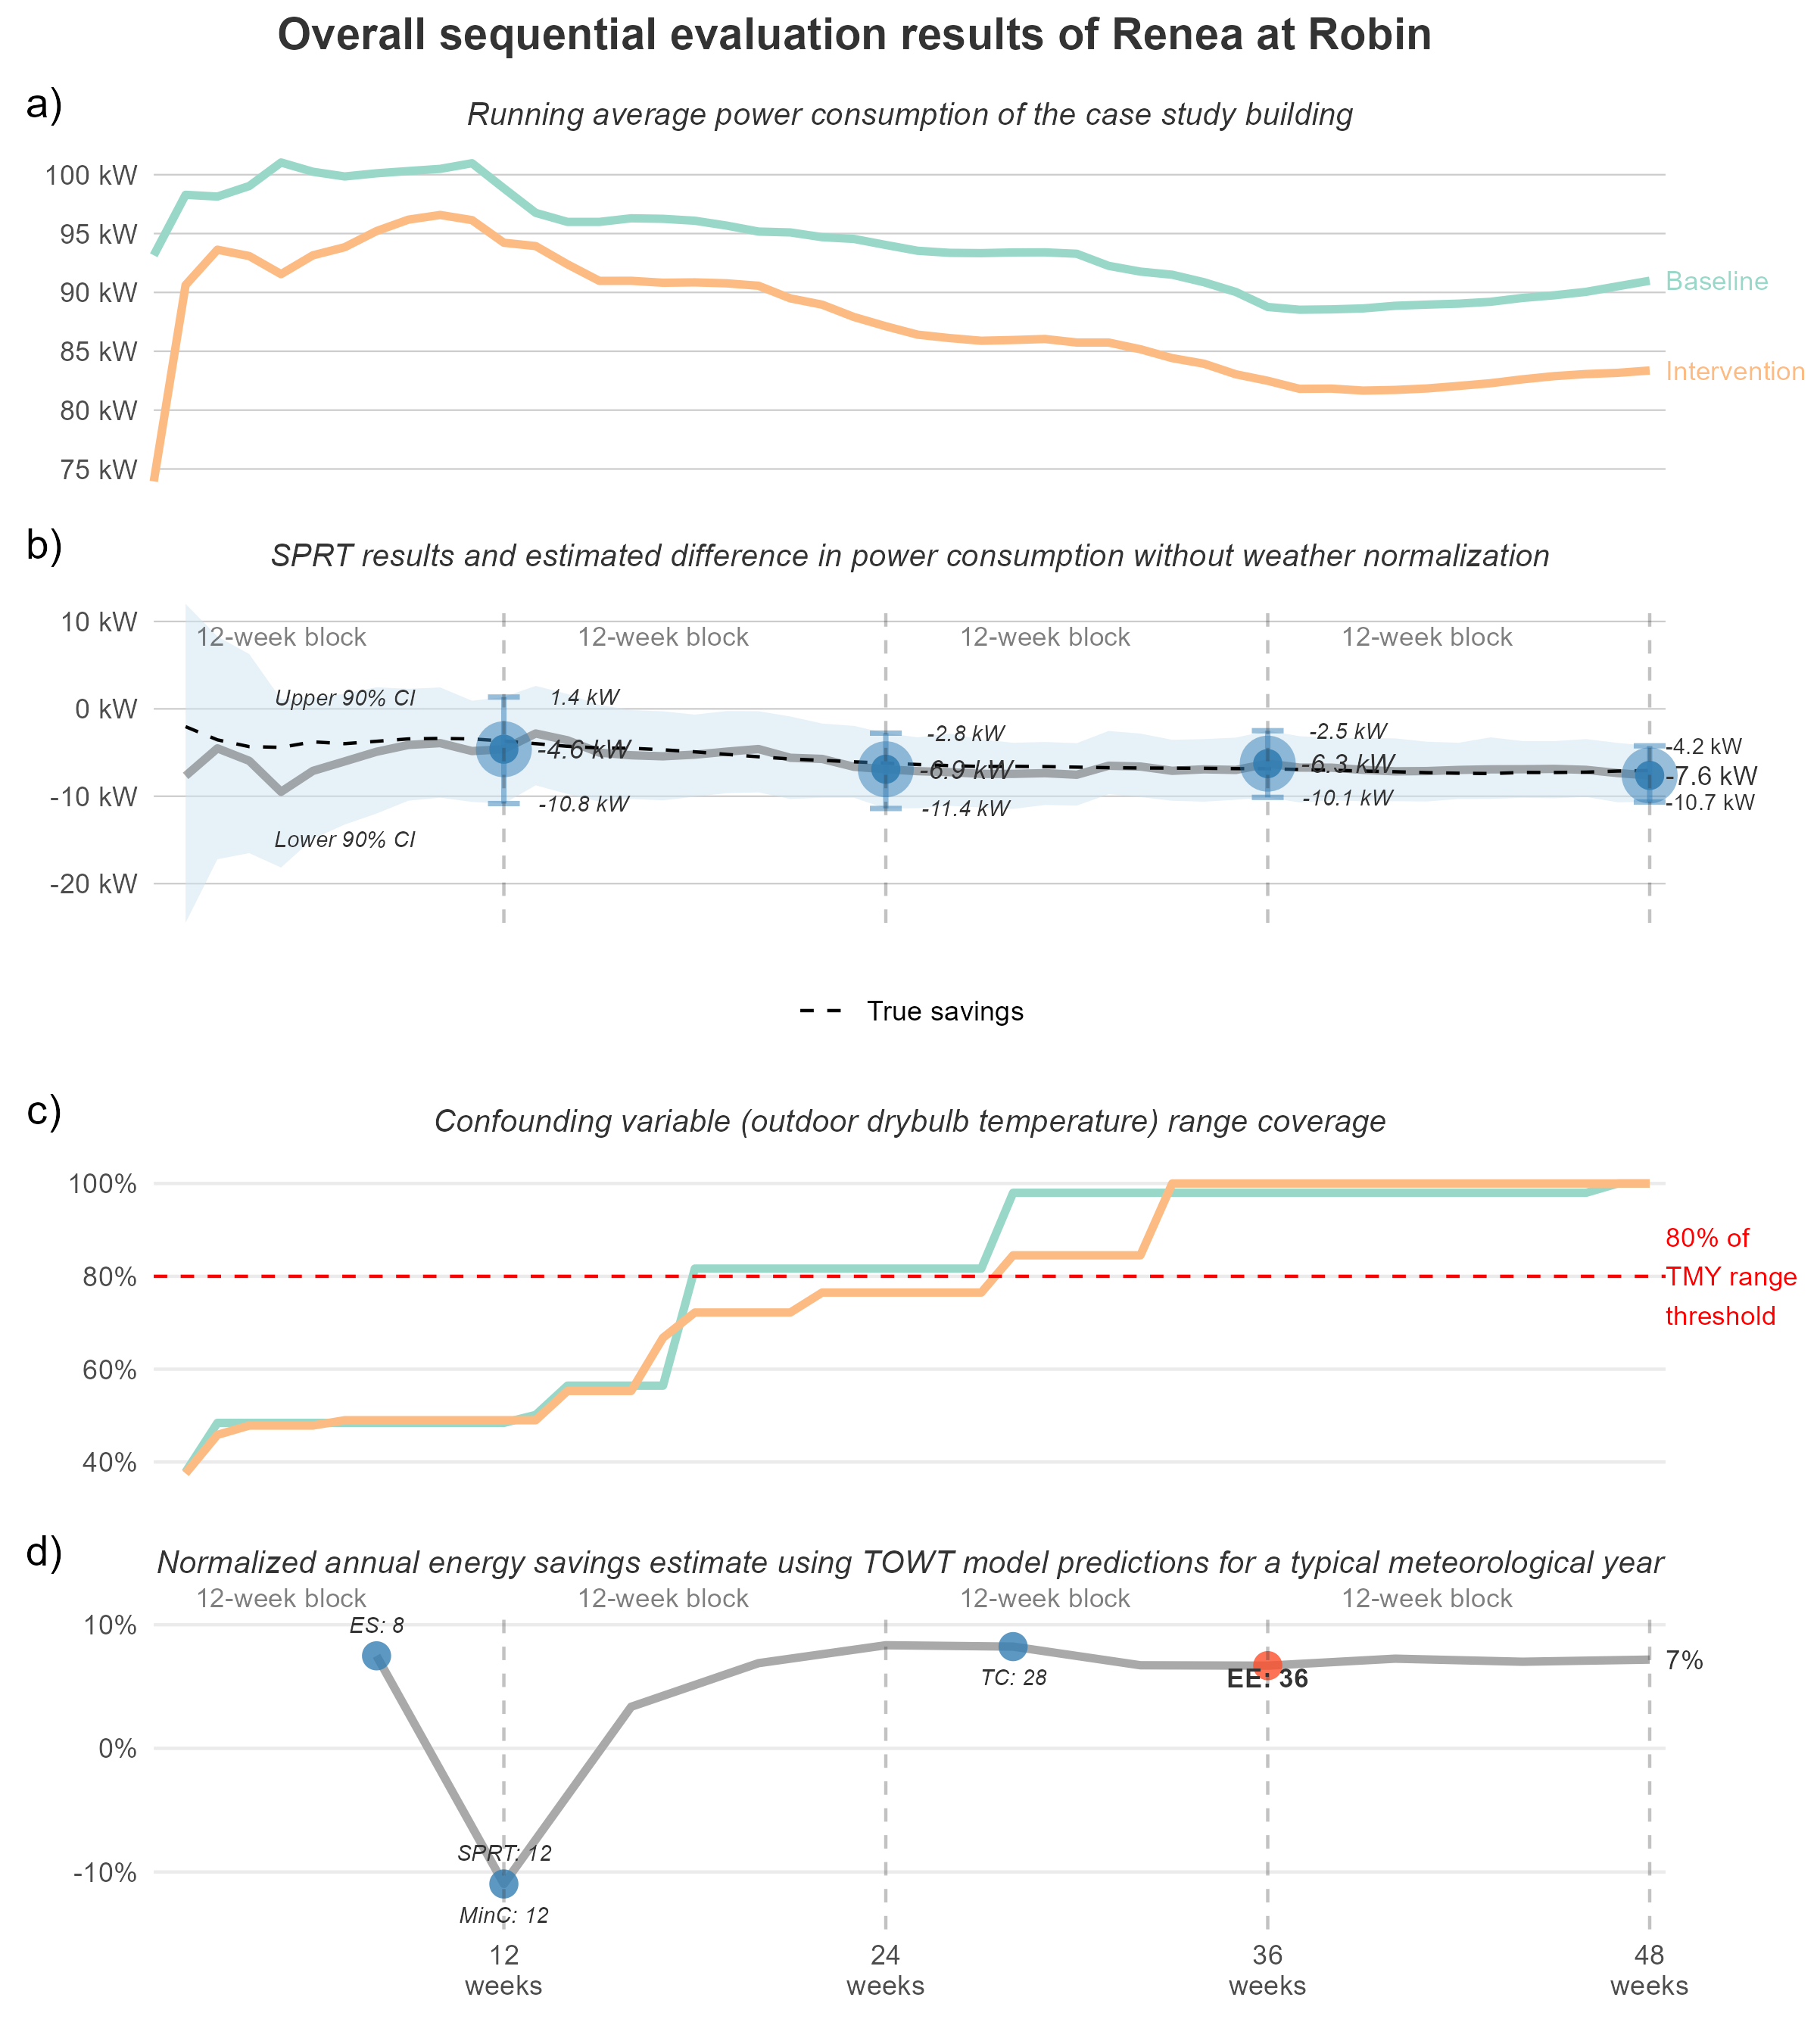 Overall sequential evaluation results of Renea at Robin
a)
Running average power consumption of the case study building
100 kW
95 kW
90 kW
85 kW
80 kW
75 kW
Baseline
Intervention
b)
SPRT results and estimated difference in power consumption without weather normalization
10 kW
0 kW
-10 kW
-20 kW
12-week block
12-week block
12-week block
12-week block
Upper 90% CI
Lower 90% CI
1.4 kW
-4.6 kW
-10.8 kW
-2.8 kW
-6.9 kW
-11.4 kW
-2.5 kW
-6.3 kW
-10.1 kW
-4.2 kW
-7.6 kW
-10.7 kW
True savings
c)
Confounding variable (outdoor drybulb temperature) range coverage
100%
80%
60%
40%
80% of
TMY range
threshold
d)
Normalized annual energy savings estimate using TOWT model predictions for a typical meteorological year
12-week block
12-week block
12-week block
12-week block
10%
0%
-10%
ES: 8
SPRT: 12
MinC: 12
TC: 28
EE: 36
7%
12
weeks
24
weeks
36
weeks
48
weeks